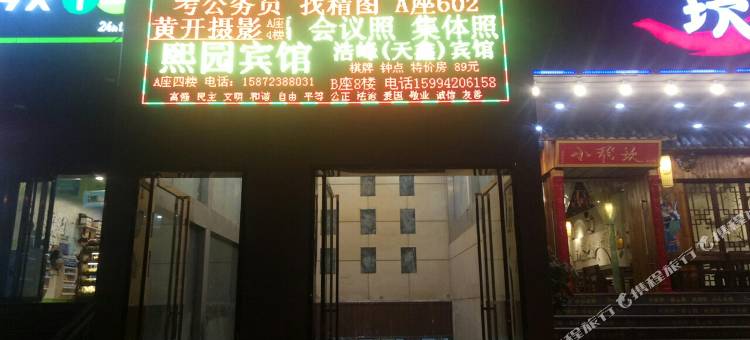 考公务员 找精图 A座602
黄开摄影 A座4楼 会议照 集体照
熙园宾馆 浩峰(天鑫)宾馆
棋牌 钟点 特价房 89元
A座四楼 电话:15872388031 B座8楼 电话15994206158
富强 民主 文明 和谐 自由 平等 公正 法治 爱国 敬业 诚信 友善
24h
小龙坎
携程旅行